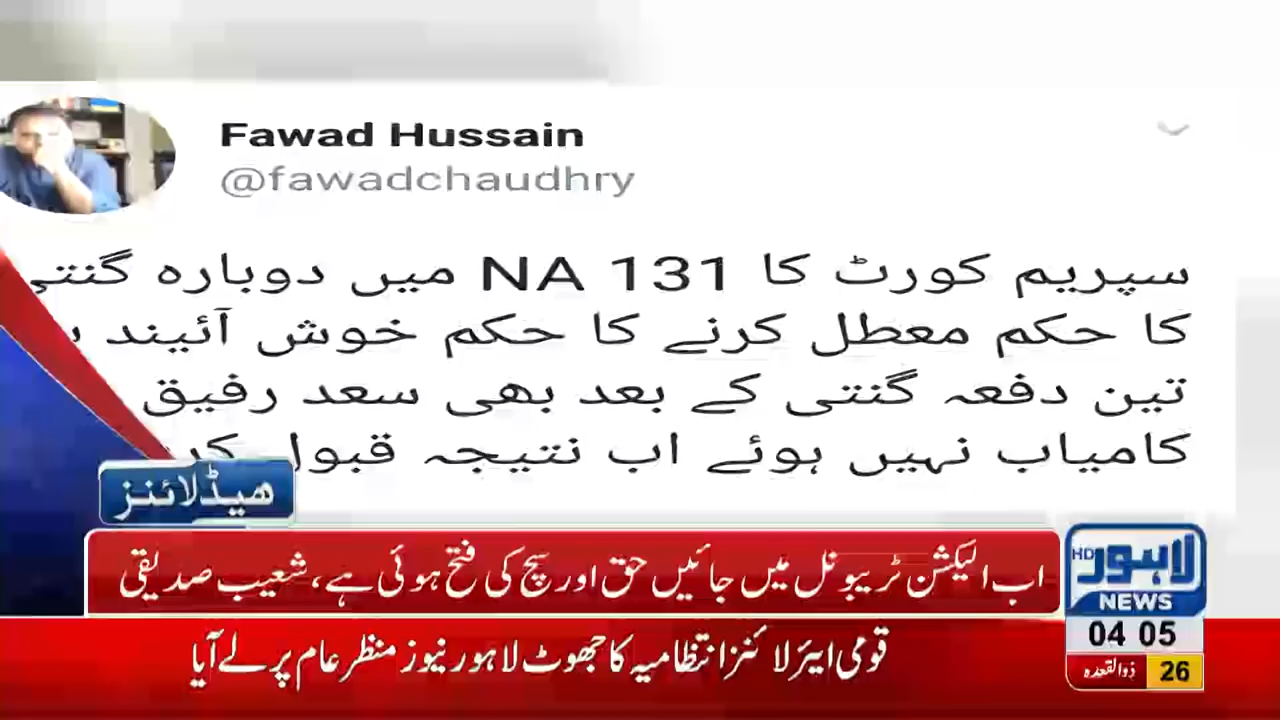 Fawad Hussain
@fawadchaudhry
سپریم کورٹ کا NA 131 میں دوبارہ گنتی
کا حکم معطل کرنے کا حکم خوش آئیند
تین دفعہ گنتی کے بعد بھی سعد رفیق
کامیاب نہیں ہوئے اب نتیجہ قبول
ھیڈلائنز
اب الیکشن ٹریبونل میں جائیں حق اور سچ کی فتح ہوئی ہے، شعیب صدیقی
قومی ایئرلائنز انتظامیہ کا جھوٹ لاہور نیوز منظر عام پر لے آیا
لاہور HD
NEWS
04 05
ذوالقعدہ 26